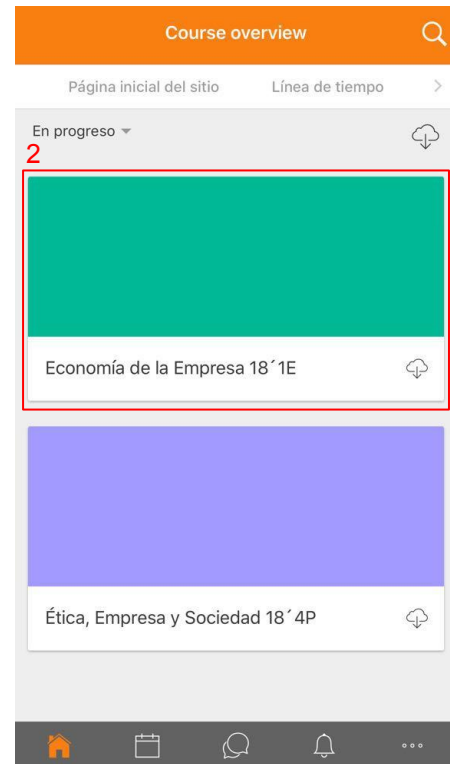 Course overview
Página inicial del sitio Línea de tiempo
En progreso
2
Economía de la Empresa 18´1E
Ética, Empresa y Sociedad 18´4P